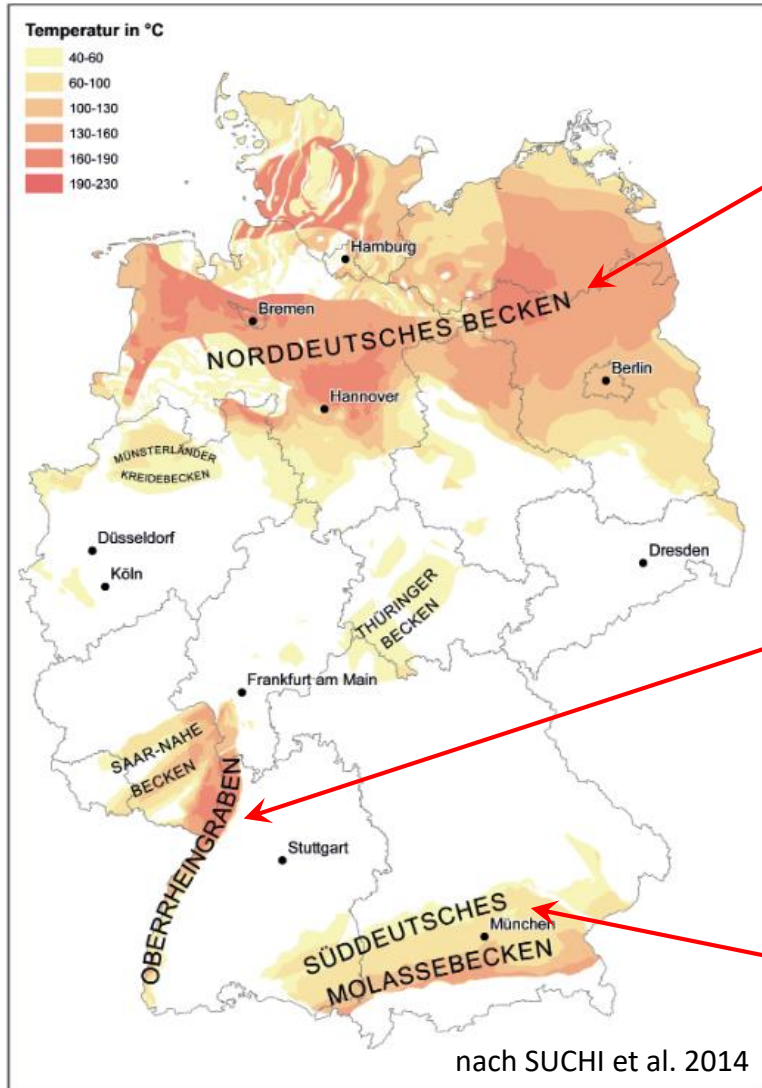 Temperatur in °C
40-60
60-100
100-130
130-160
160-190
190-230
Hamburg
Bremen
NORDDEUTSCHES BECKEN
Berlin
Hannover
MÜNSTERLÄNDER
KREIDEBECKEN
Düsseldorf
Köln
Dresden
THÜRINGER
BECKEN
Frankfurt am Main
SAAR-NAHE
BECKEN
OBERRHEINGRABEN
Stuttgart
SÜDDEUTSCHES
München
MOLASSEBECKEN
nach SUCHI et al. 2014